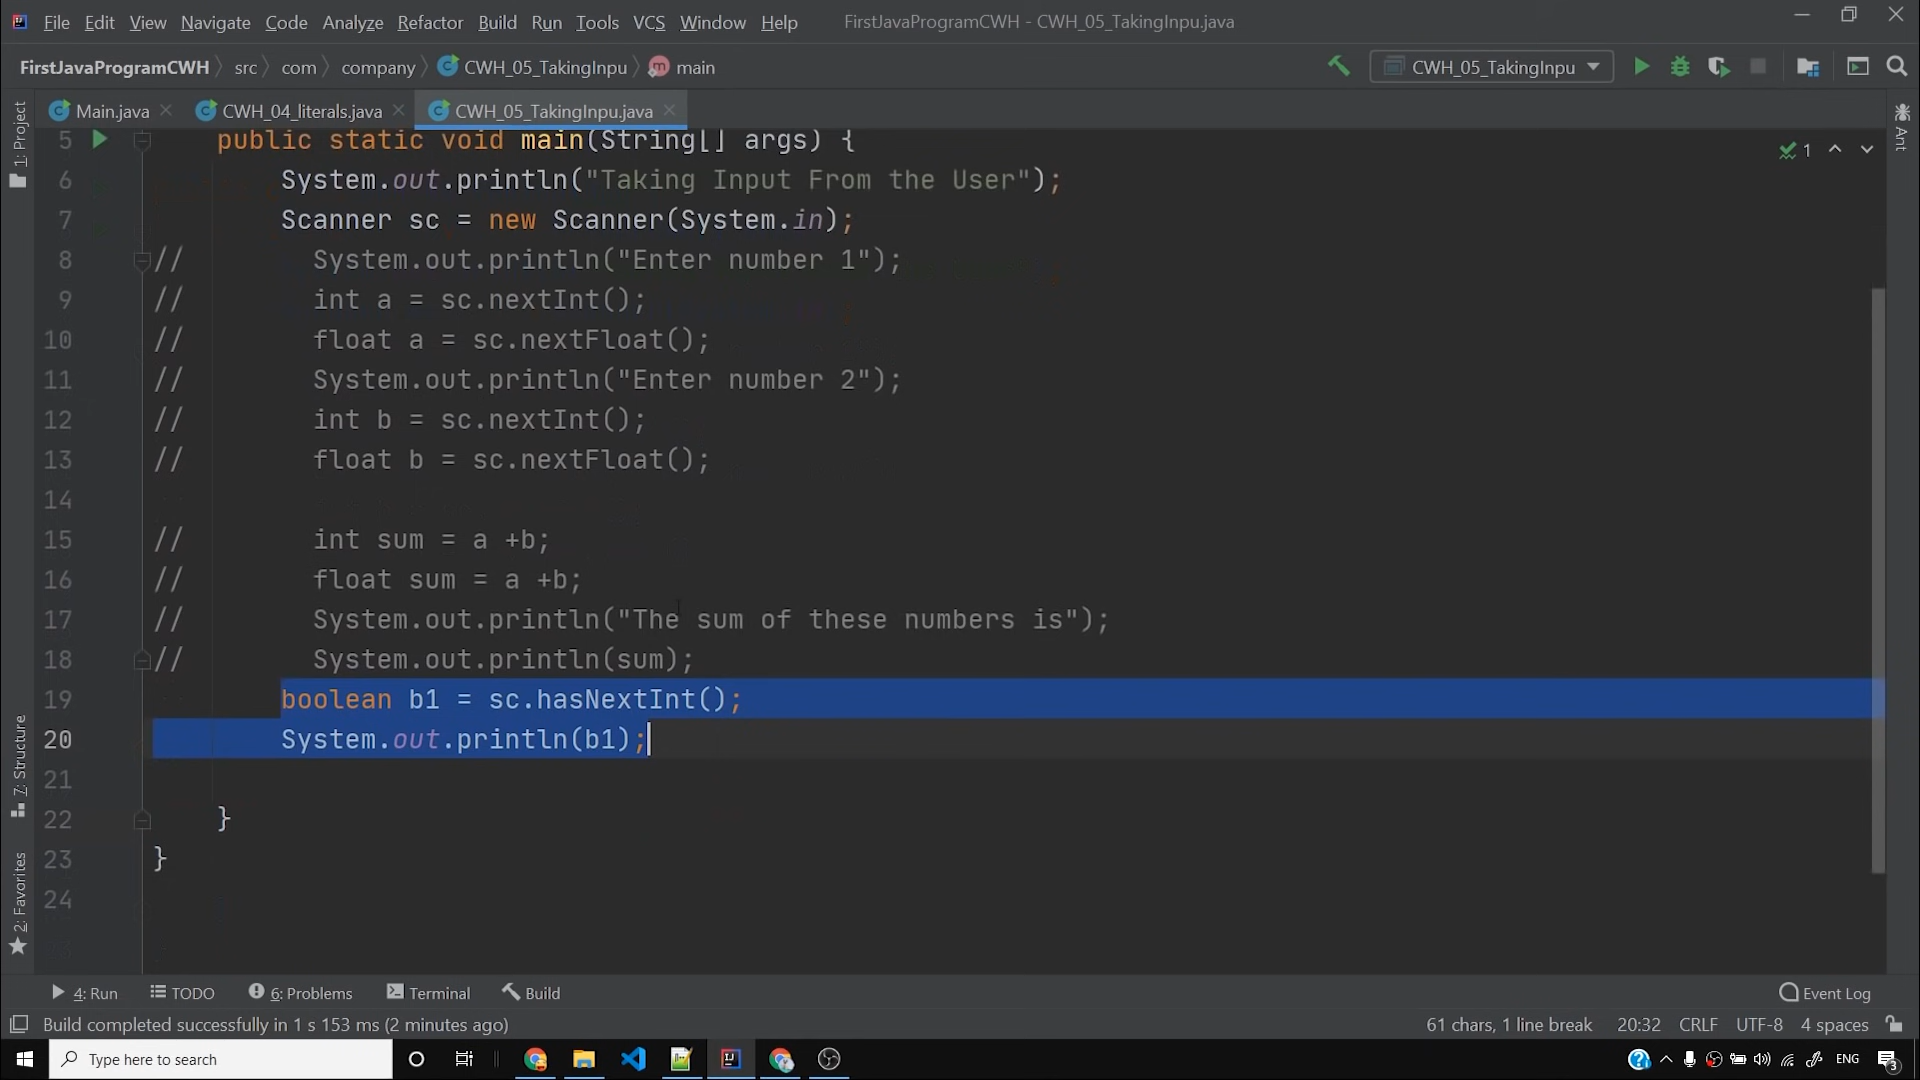 File Edit View Navigate Code Analyze Refactor Build Run Tools VCS Window Help FirstJavaProgramCWH - CWH_05_TakingInpu.java
FirstJavaProgramCWH src com company CWH_05_TakingInpu main CWH_05_TakingInpu
Main.java CWH_04_literals.java CWH_05_TakingInpu.java
1: Project
Ant
1
5 public static void main(String[] args) {
6 System.out.println("Taking Input From the User");
7 Scanner sc = new Scanner(System.in);
8 // System.out.println("Enter number 1");
9 // int a = sc.nextInt();
10 // float a = sc.nextFloat();
11 // System.out.println("Enter number 2");
12 // int b = sc.nextInt();
13 // float b = sc.nextFloat();
14
15 // int sum = a +b;
16 // float sum = a +b;
17 // System.out.println("The sum of these numbers is");
18 // System.out.println(sum);
19 boolean b1 = sc.hasNextInt();
20 System.out.println(b1);
21
22 }
23 }
24
7: Structure
2: Favorites
4: Run TODO 6: Problems Terminal Build Event Log
Build completed successfully in 1 s 153 ms (2 minutes ago) 61 chars, 1 line break 20:32 CRLF UTF-8 4 spaces
Type here to search ENG 3